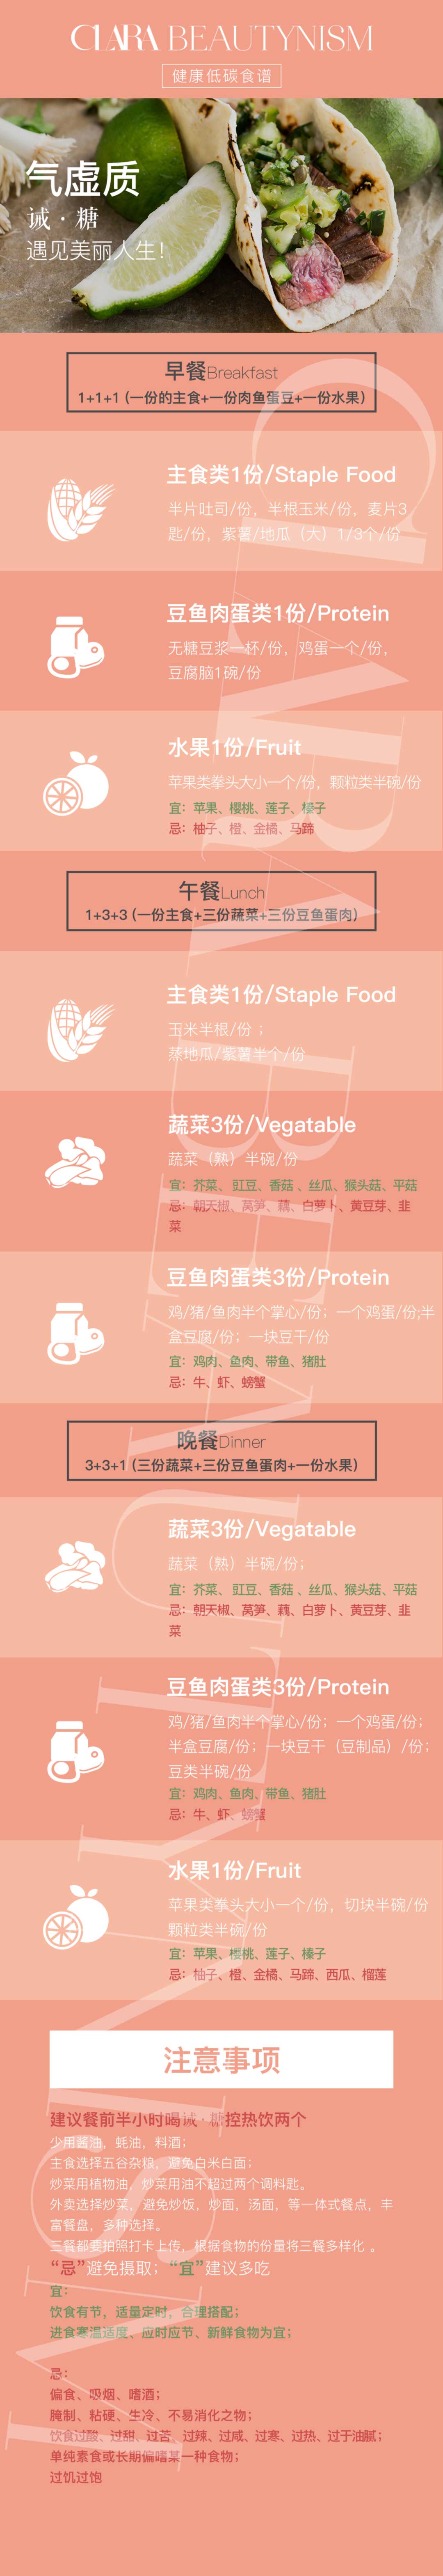 CLARA BEAUTYNISM
健康低碳食谱
气虚质
诫·糖
遇见美丽人生！
早餐Breakfast
1+1+1 (一份的主食+一份肉鱼蛋豆+一份水果)
主食类1份/Staple Food
半片吐司/份，半根玉米/份，麦片3
匙/份，紫薯/地瓜（大）1/3个/份
豆鱼肉蛋类1份/Protein
无糖豆浆一杯/份，鸡蛋一个/份，
豆腐脑1碗/份
水果1份/Fruit
苹果类拳头大小一个/份，颗粒类半碗/份
宜：苹果、樱桃、莲子、榛子
忌：柚子、橙、金橘、马蹄
午餐Lunch
1+3+3 (一份主食+三份蔬菜+三份豆鱼蛋肉)
主食类1份/Staple Food
玉米半根/份 ；
蒸地瓜/紫薯半个/份
蔬菜3份/Vegatable
蔬菜（熟）半碗/份
宜：芥菜、 豇豆、香菇 、丝瓜、猴头菇、平菇
忌：朝天椒、莴笋、藕、白萝卜、黄豆芽、韭
菜
豆鱼肉蛋类3份/Protein
鸡/猪/鱼肉半个掌心/份；一个鸡蛋/份;半
盒豆腐/份；一块豆干/份
宜：鸡肉、鱼肉、带鱼、猪肚
忌：牛、虾、螃蟹
晚餐Dinner
3+3+1 (三份蔬菜+三份豆鱼蛋肉+一份水果)
蔬菜3份/Vegatable
蔬菜（熟）半碗/份；
宜：芥菜、 豇豆、香菇 、丝瓜、猴头菇、平菇
忌：朝天椒、莴笋、藕、白萝卜、黄豆芽、韭
菜
豆鱼肉蛋类3份/Protein
鸡/猪/鱼肉半个掌心/份；一个鸡蛋/份；
半盒豆腐/份；一块豆干（豆制品）/份；
豆类半碗/份
宜：鸡肉、鱼肉、带鱼、猪肚
忌：牛、虾、螃蟹
水果1份/Fruit
苹果类拳头大小一个/份，切块半碗/份
颗粒类半碗/份
宜：苹果、樱桃、莲子、榛子
忌：柚子、橙、金橘、马蹄、西瓜、榴莲
注意事项
建议餐前半小时喝诫·糖控热饮两个
少用酱油，蚝油，料酒；
主食选择五谷杂粮，避免白米白面；
炒菜用植物油，炒菜用油不超过两个调料匙。
外卖选择炒菜，避免炒饭，炒面，汤面，等一体式餐点，丰
富餐盘，多种选择。
三餐都要拍照打卡上传，根据食物的份量将三餐多样化 。
“忌”避免摄取；“宜”建议多吃
宜：
饮食有节，适量定时，合理搭配；
进食寒温适度、应时应节、新鲜食物为宜；
忌：
偏食、吸烟、嗜酒；
腌制、粘硬、生冷、不易消化之物；
饮食过酸、过甜、过苦、过辣、过咸、过寒、过热、过于油腻；
单纯素食或长期偏嗜某一种食物；
过饥过饱
CLARA BEAUTYNISM